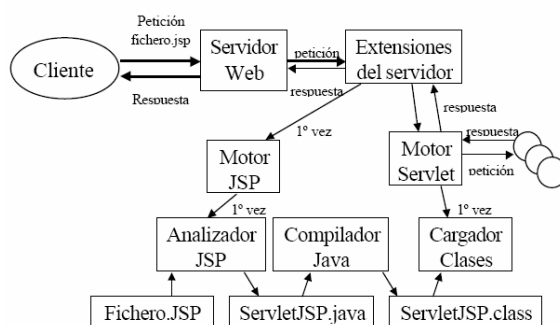 Petición
fichero.jsp
Cliente
Respuesta
Servidor
Web
petición
respuesta
Extensiones
del servidor
1º vez
respuesta
Motor
JSP
Motor
Servlet
respuesta
petición
1º vez
1º vez
Analizador
JSP
Compilador
Java
Cargador
Clases
Fichero.JSP
ServletJSP.java
ServletJSP.class